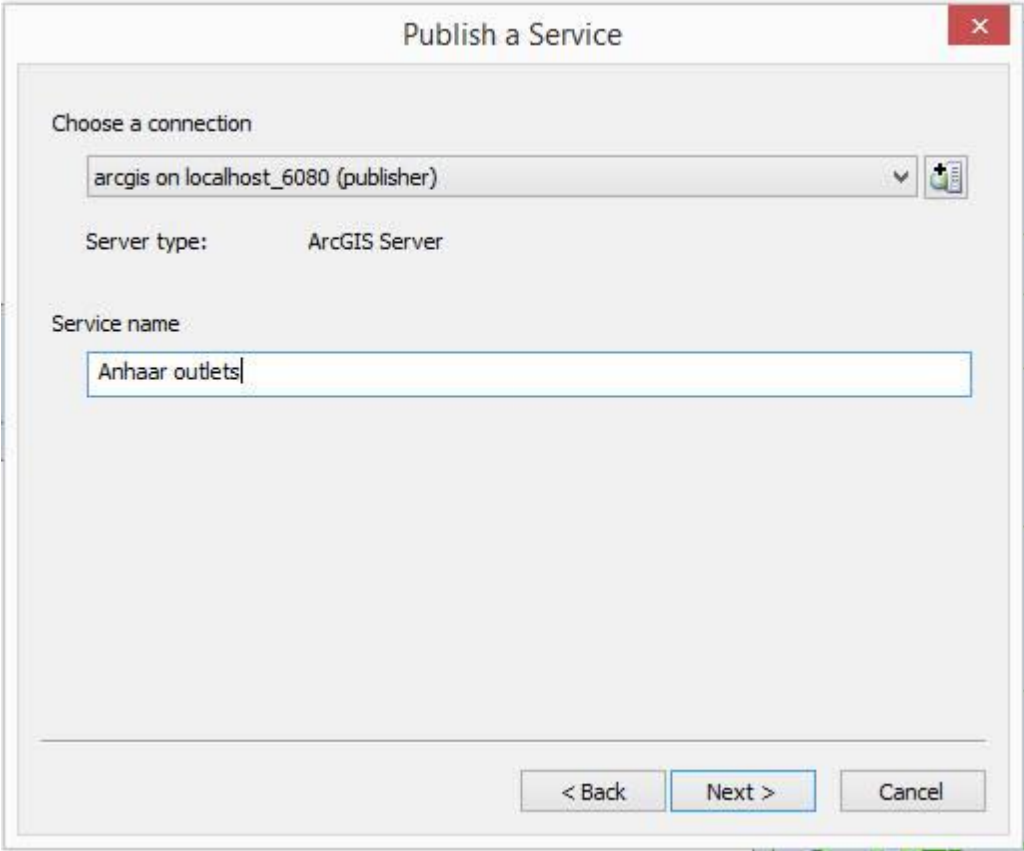 Publish a Service
Choose a connection
arcgis on localhost_6080 (publisher)
Server type: ArcGIS Server
Service name
Anhaar outlets
< Back Next > Cancel